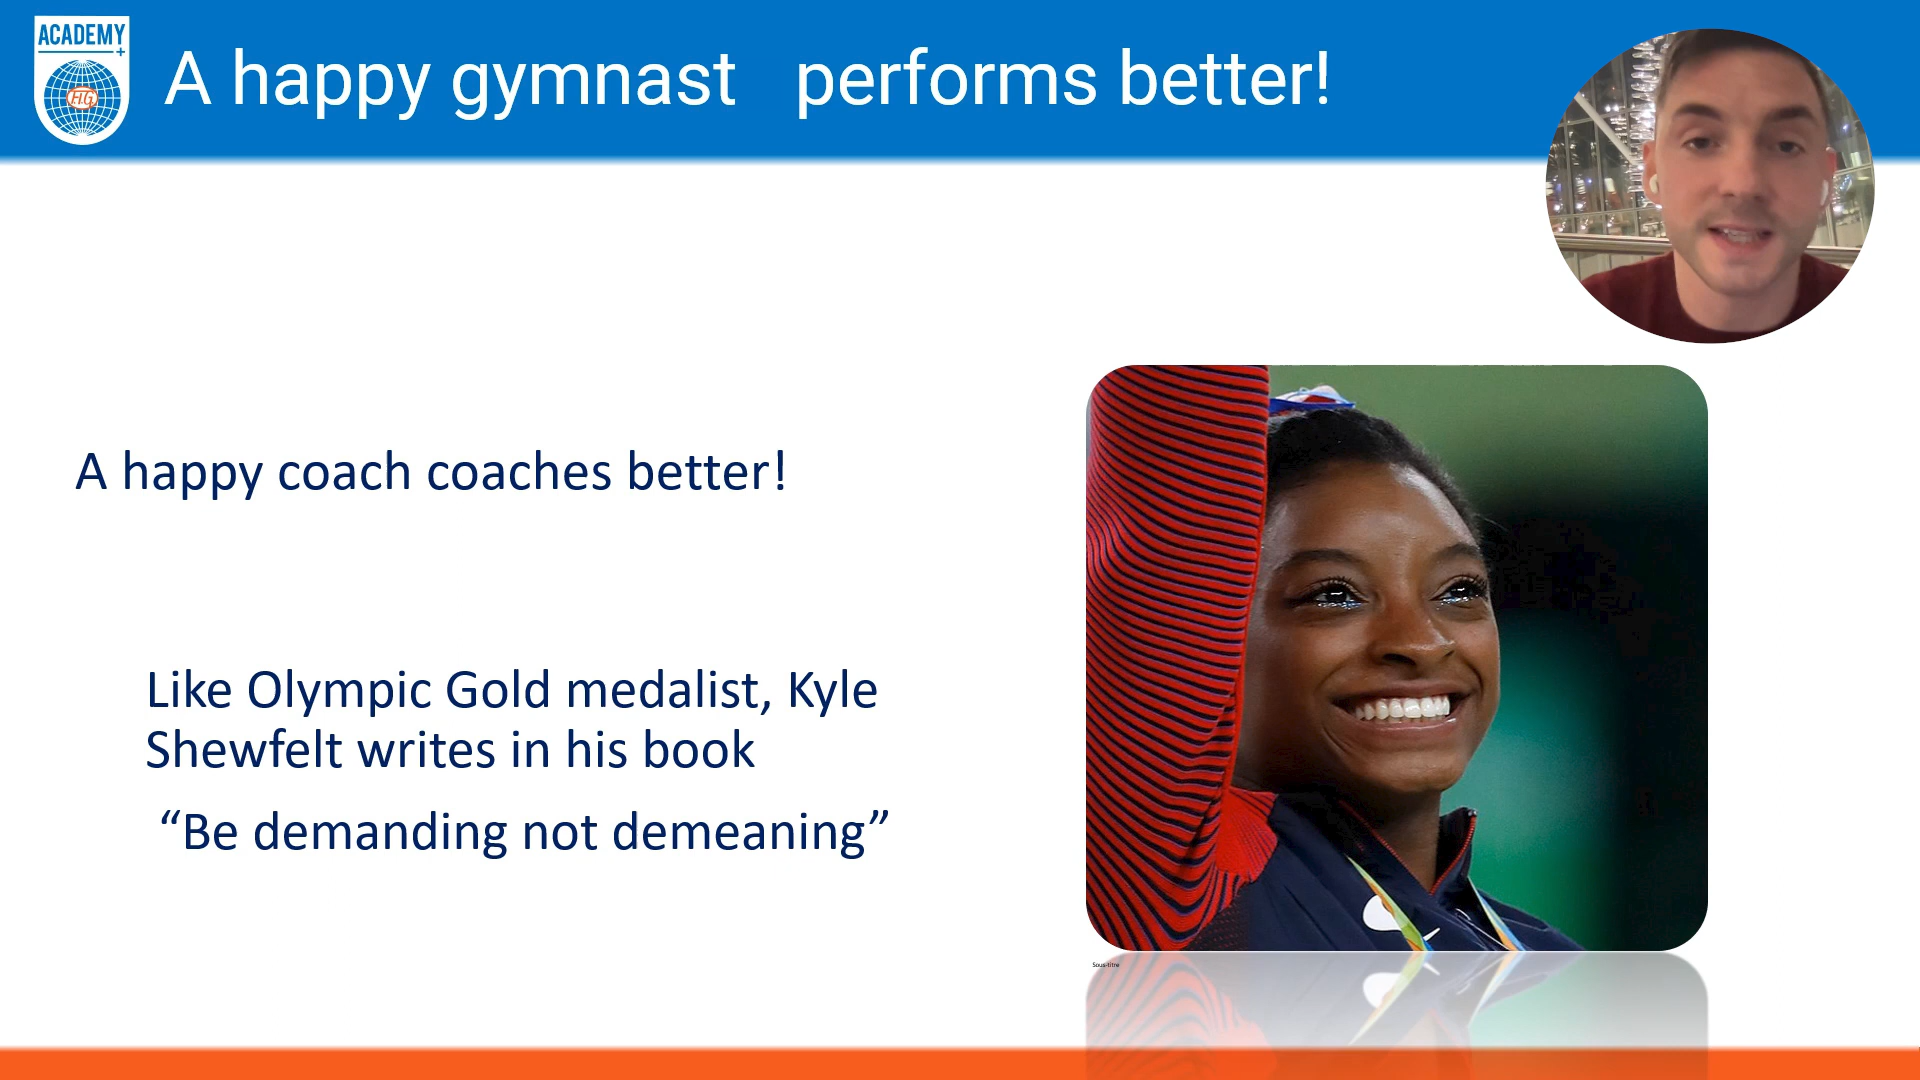 ACADEMY
+
FIG
A happy gymnast performs better!
A happy coach coaches better!
Like Olympic Gold medalist, Kyle
Shewfelt writes in his book
“Be demanding not demeaning”
Sous-titre